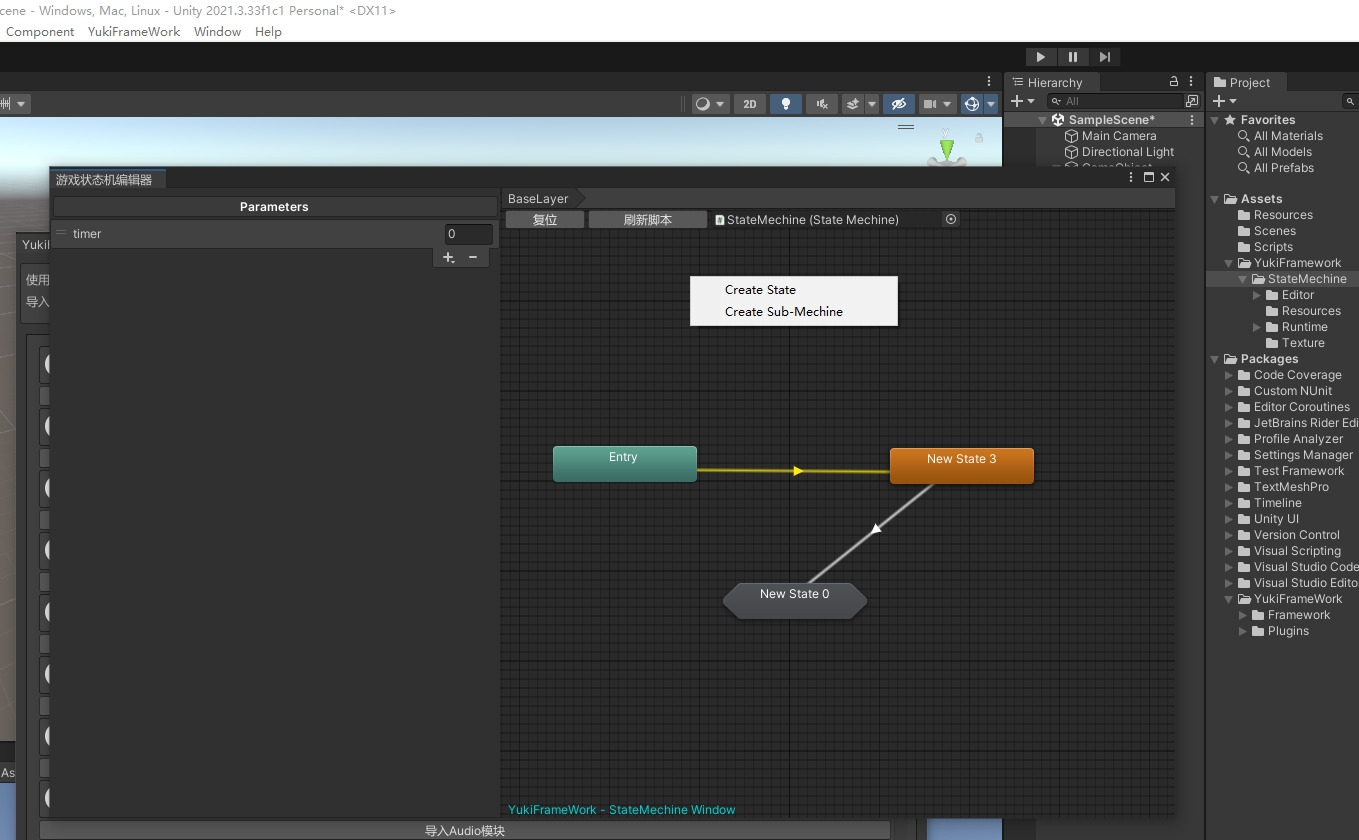 cene - Windows, Mac, Linux - Unity 2021.3.33f1c1 Personal* <DX11>
Component YukiFrameWork Window Help
Hierarchy
Project
2D
All
SampleScene*
Main Camera
Directional Light
Favorites
All Materials
All Models
All Prefabs
游戏状态机编辑器
Parameters
timer 0
BaseLayer
复位 刷新脚本 StateMechine (State Mechine)
Create State
Create Sub-Mechine
Entry
New State 3
New State 0
YukiFrameWork - StateMechine Window
使用
导入
导入Audio模块
As
Assets
Resources
Scenes
Scripts
YukiFramework
StateMechine
Editor
Resources
Runtime
Texture
Packages
Code Coverage
Custom NUnit
Editor Coroutines
JetBrains Rider Edi
Profile Analyzer
Settings Manager
Test Framework
TextMeshPro
Timeline
Unity UI
Version Control
Visual Scripting
Visual Studio Code
Visual Studio Edito
YukiFrameWork
Framework
Plugins